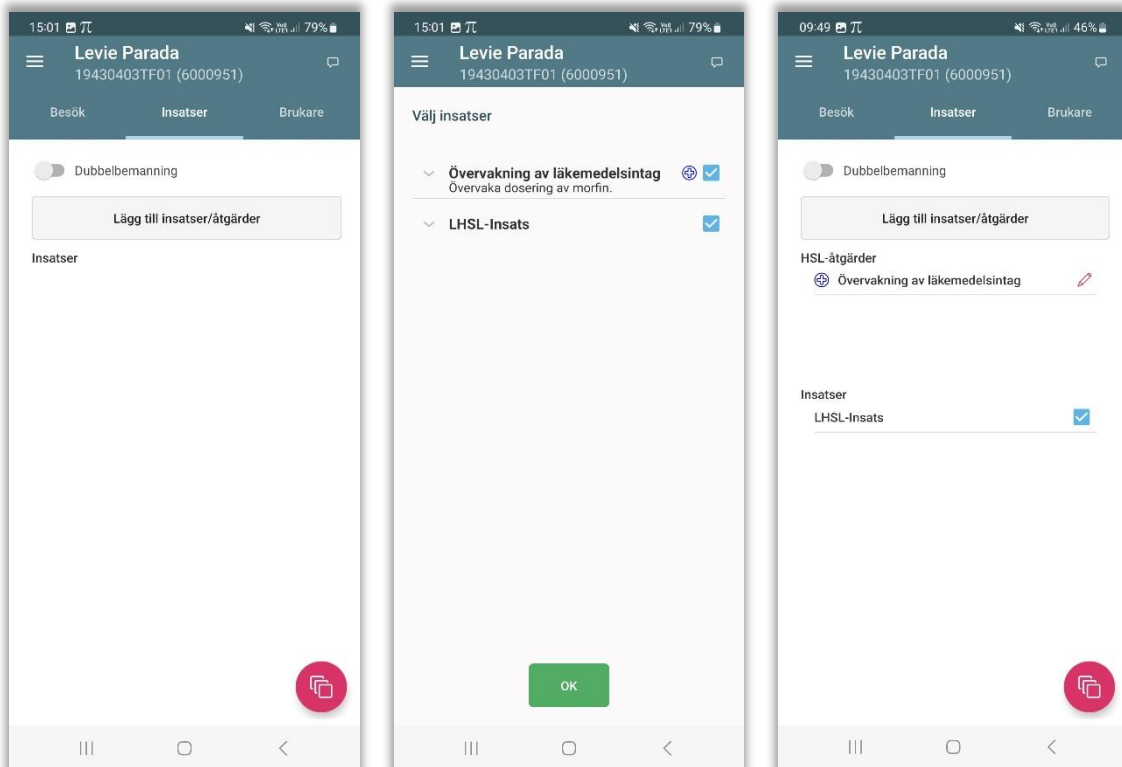 15:01 79%
Levie Parada
19430403TF01 (6000951)
Besök Insatser Brukare
Dubbelbemanning
Lägg till insatser/åtgärder
Insatser
15:01 79%
Levie Parada
19430403TF01 (6000951)
Välj insatser
Övervakning av läkemedelsintag
Övervaka dosering av morfin.
LHSL-Insats
OK
09:49 46%
Levie Parada
19430403TF01 (6000951)
Besök Insatser Brukare
Dubbelbemanning
Lägg till insatser/åtgärder
HSL-åtgärder
Övervakning av läkemedelsintag
Insatser
LHSL-Insats